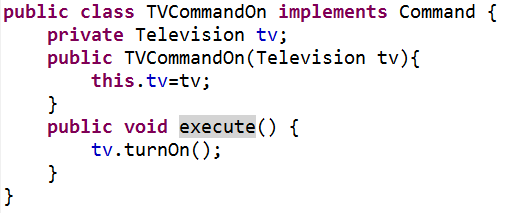 public class TVCommandOn implements Command {
    private Television tv;
    public TVCommandOn(Television tv){
        this.tv=tv;
    }
    public void execute() {
        tv.turnOn();
    }
}